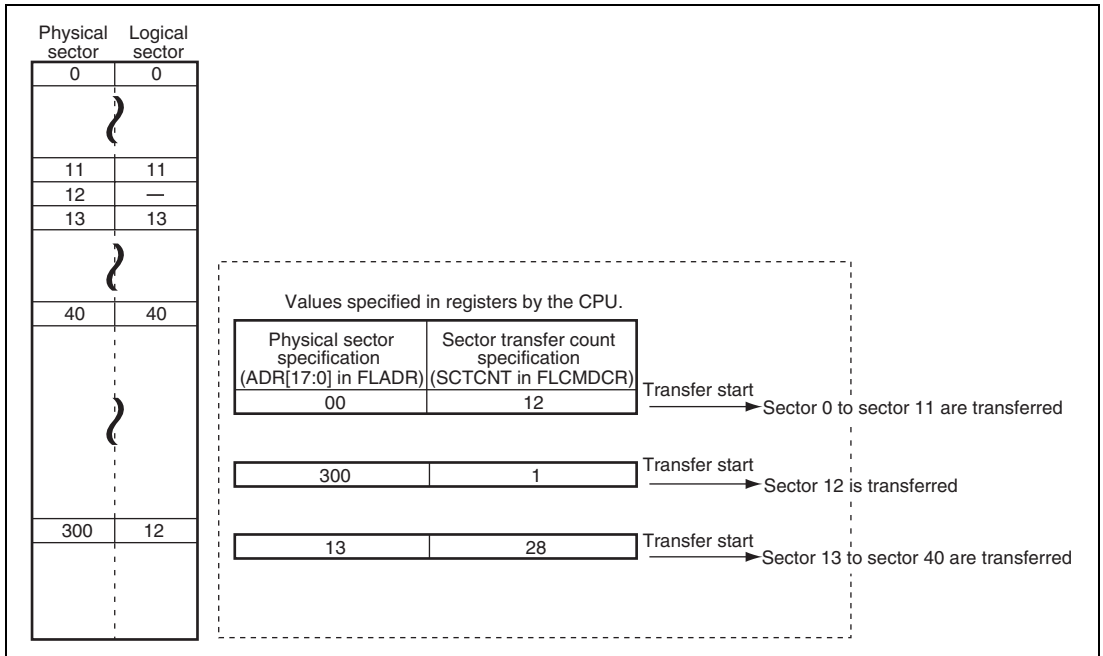 Physical sector Logical sector
0 0
11 11
12 —
13 13
40 40
300 12
Values specified in registers by the CPU.
Physical sector specification (ADR[17:0] in FLADR) Sector transfer count specification (SCTCNT in FLCMDCR)
00 12 Transfer start Sector 0 to sector 11 are transferred
300 1 Transfer start Sector 12 is transferred
13 28 Transfer start Sector 13 to sector 40 are transferred